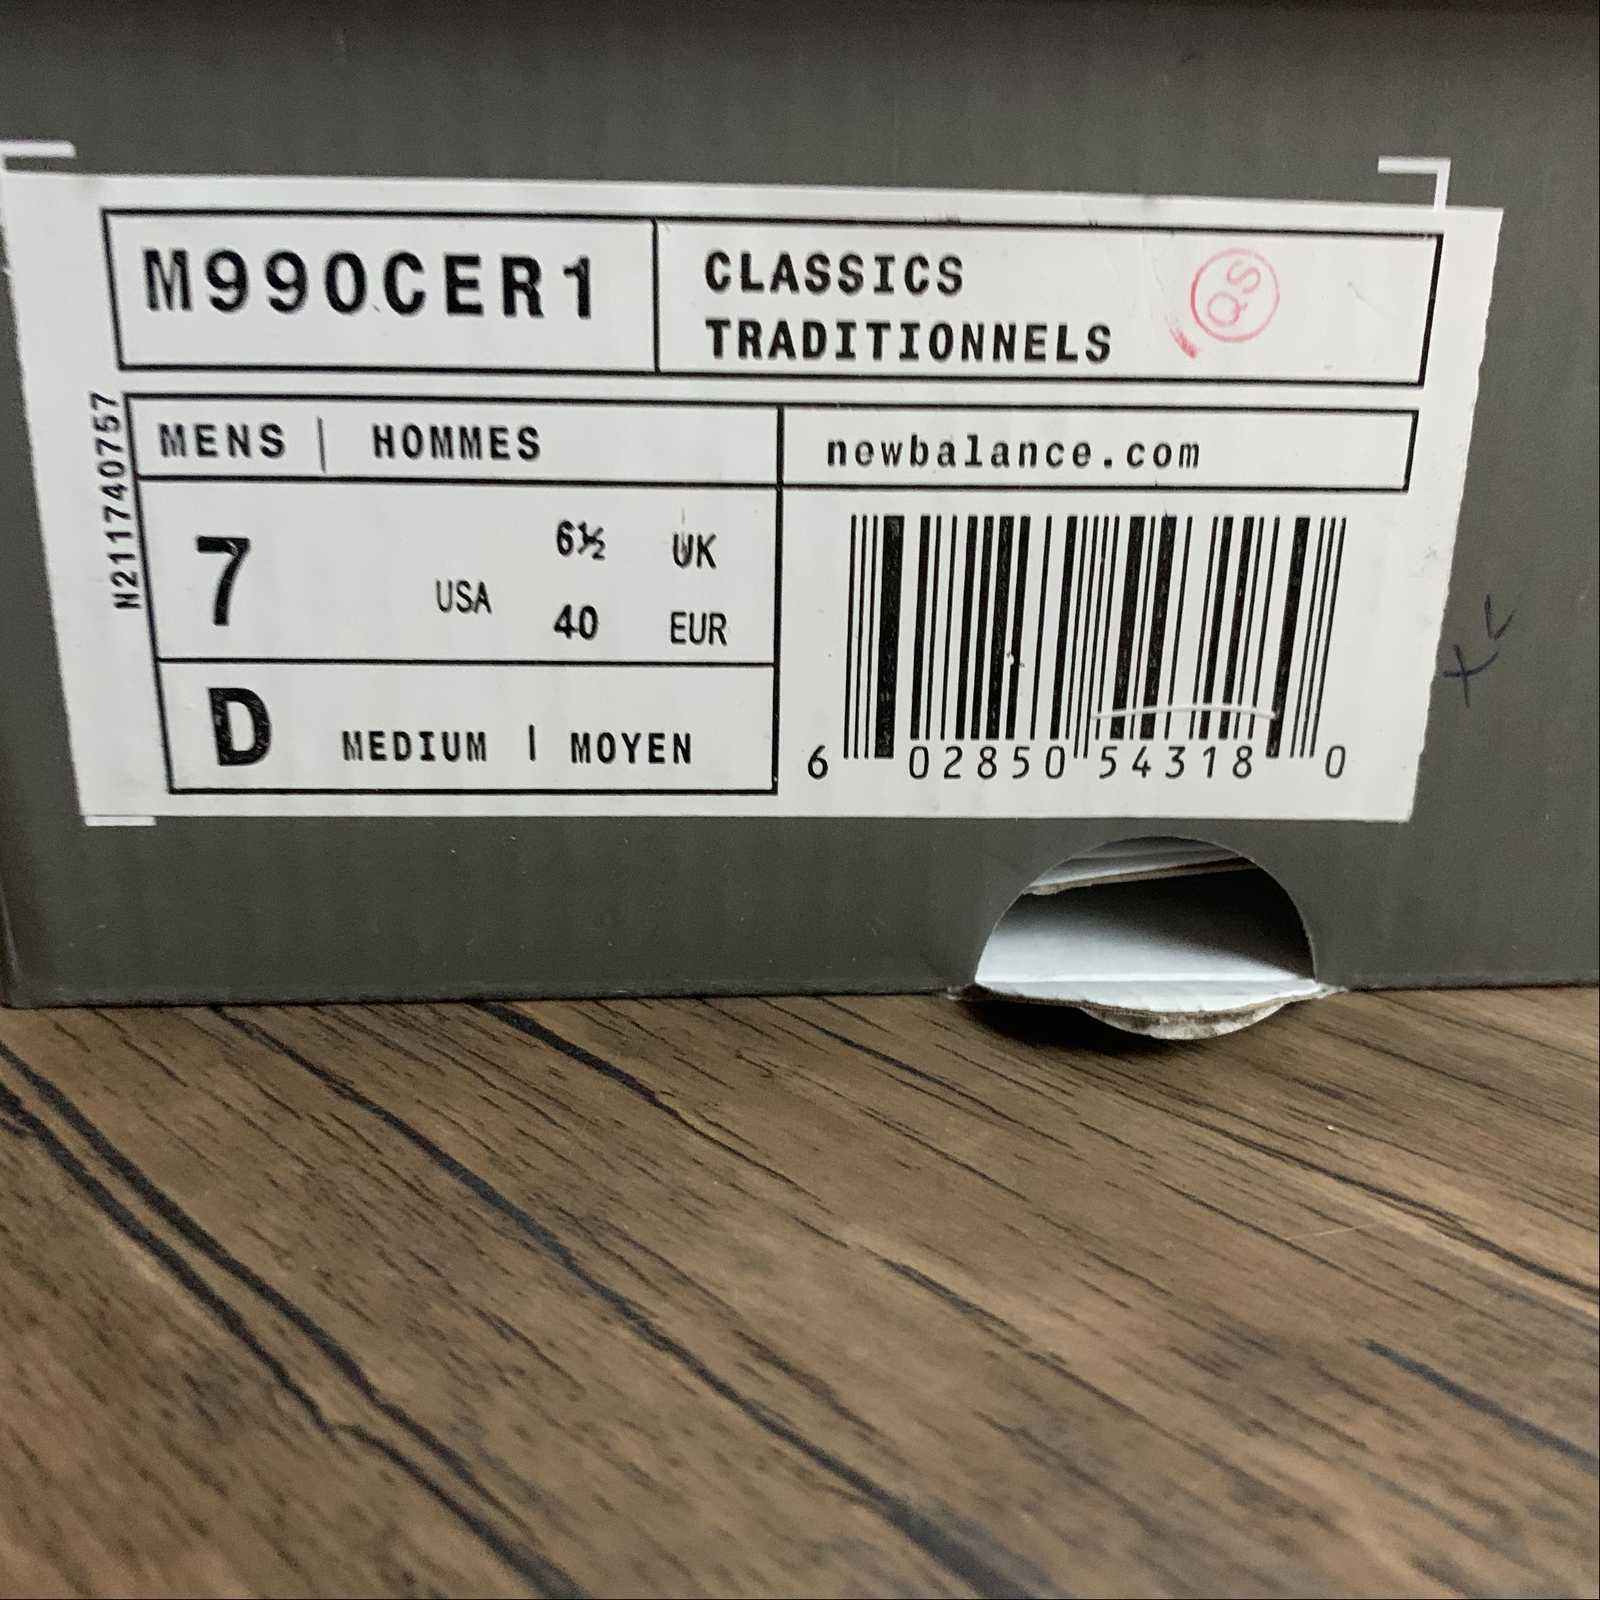 M990CER1
CLASSICS
TRADITIONNELS
QS
N211740757
MENS | HOMMES
newbalance.com
7 USA
6½ UK
40 EUR
D MEDIUM | MOYEN
6 02850 54318 0